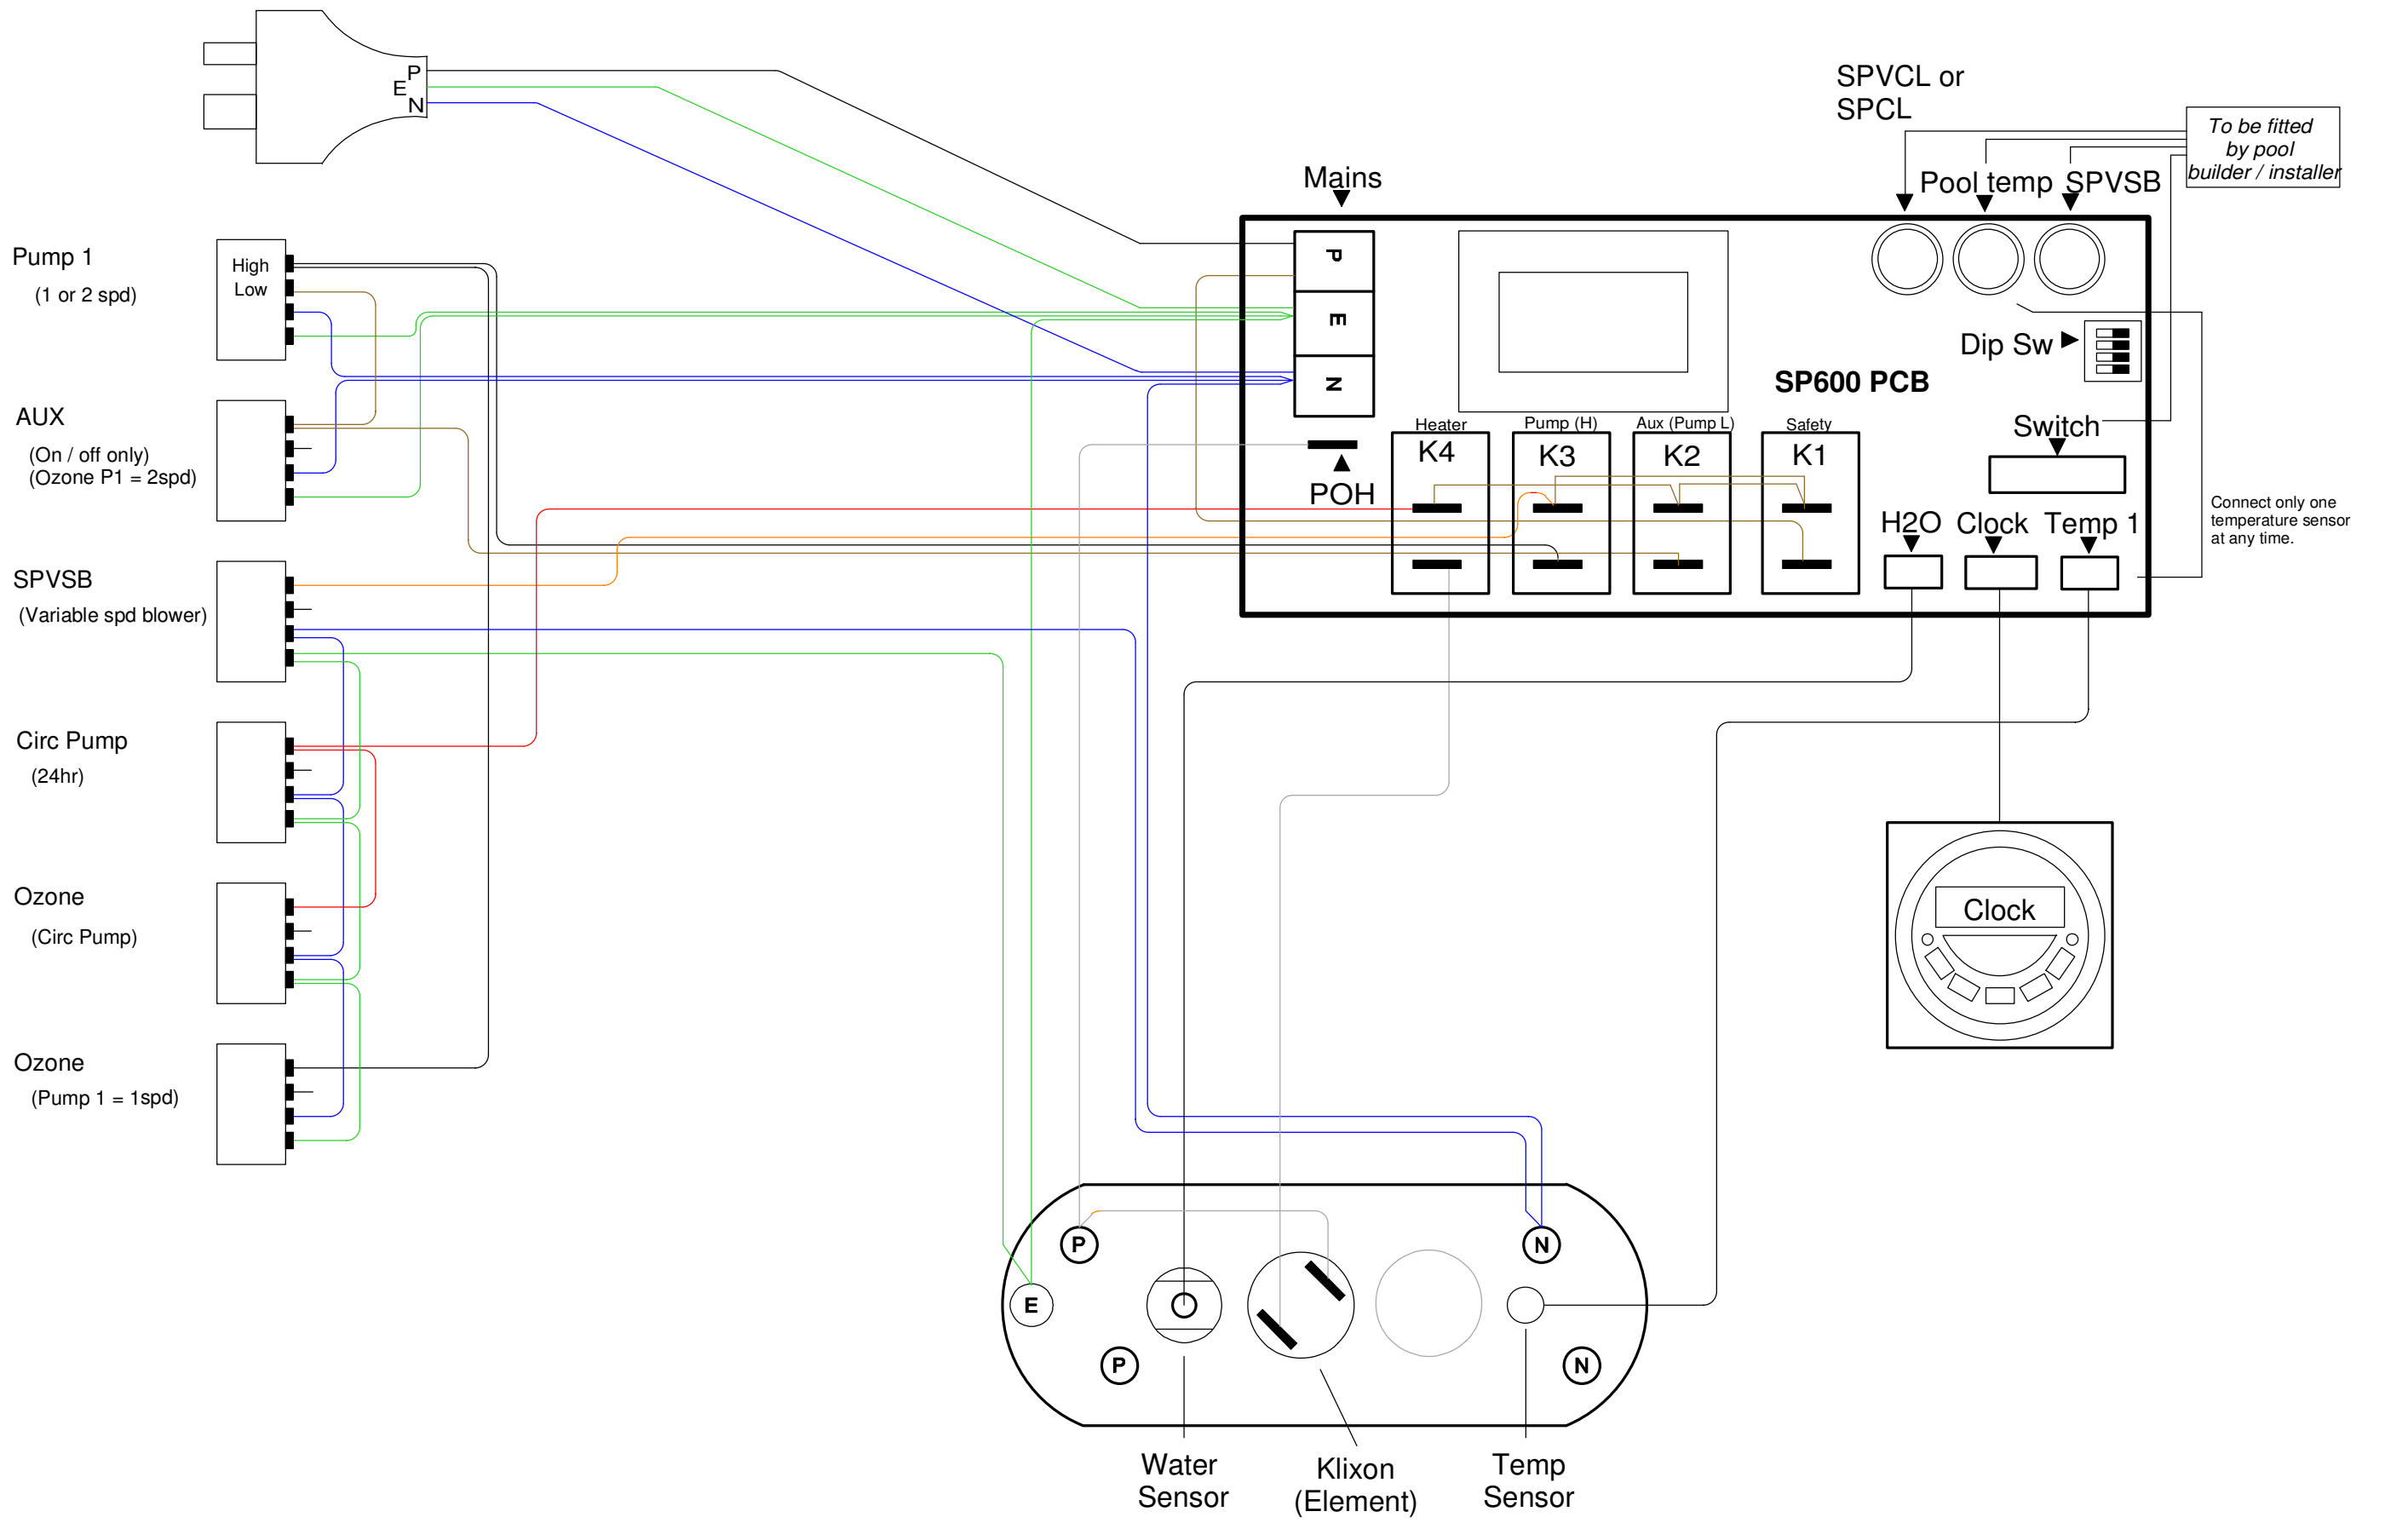 P
E
N
SPVCL or
SPCL
To be fitted
by pool
builder / installer
Mains
Pool temp
SPVSB
Pump 1
(1 or 2 spd)
High
Low
P
E
N
Dip Sw
SP600 PCB
AUX
(On / off only)
(Ozone P1 = 2spd)
Heater
K4
Pump (H)
K3
Aux (Pump L)
K2
Safety
K1
Switch
POH
H2O
Clock
Temp 1
Connect only one
temperature sensor
at any time.
SPVSB
(Variable spd blower)
Circ Pump
(24hr)
Ozone
(Circ Pump)
Clock
Ozone
(Pump 1 = 1spd)
P
N
E
P
N
Water
Sensor
Klixon
(Element)
Temp
Sensor